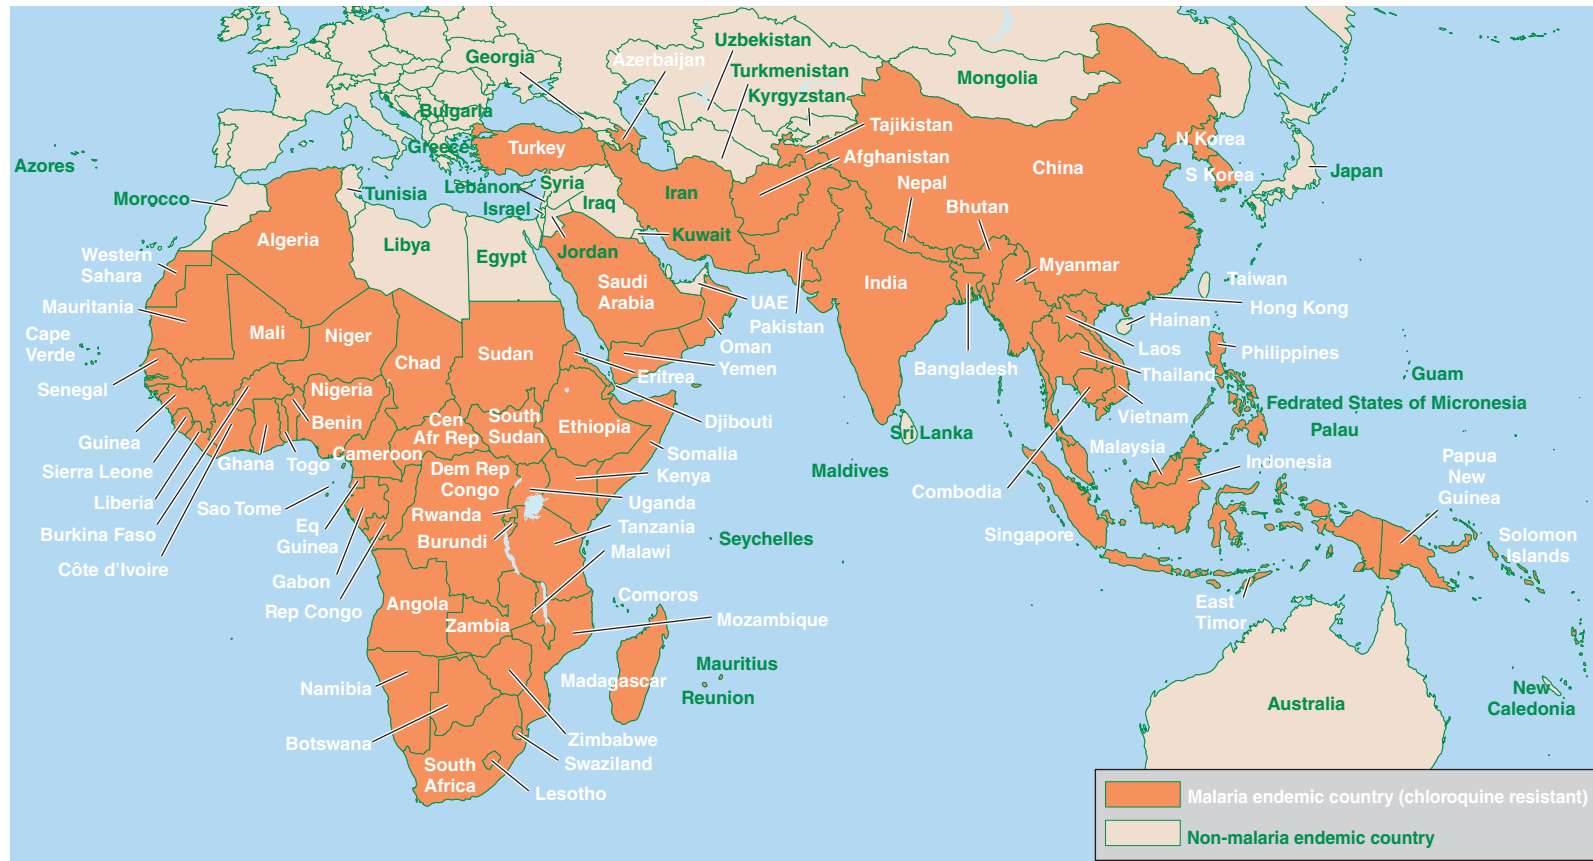 Uzbekistan
Georgia
Azerbaijan
Turkmenistan
Mongolia
Kyrgyzstan
Bulgaria
Tajikistan
N Korea
Greece
Turkey
Afghanistan
China
Azores
Japan
S Korea
Lebanon
Syria
Nepal
Morocco
Tunisia
Iran
Israel
Iraq
Bhutan
Algeria
Libya
Kuwait
Jordan
Egypt
Western
Sahara
Myanmar
Saudi
Arabia
India
Taiwan
Mauritania
UAE
Hong Kong
Pakistan
Hainan
Cape
Verde
Mali
Niger
Oman
Laos
Philippines
Chad
Sudan
Yemen
Bangladesh
Thailand
Guam
Senegal
Nigeria
Eritrea
Fedrated States of Micronesia
Benin
Cen
Afr Rep
South
Sudan
Ethiopia
Djibouti
Vietnam
Palau
Sri Lanka
Guinea
Cameroon
Somalia
Malaysia
Sierra Leone
Ghana
Togo
Dem Rep
Congo
Kenya
Maldives
Indonesia
Papua
New
Guinea
Liberia
Sao Tome
Uganda
Combodia
Rwanda
Tanzania
Burkina Faso
Eq
Guinea
Burundi
Seychelles
Singapore
Solomon
Islands
Malawi
Côte d'Ivoire
Gabon
Comoros
East
Timor
Rep Congo
Angola
Zambia
Mozambique
Mauritius
Namibia
Madagascar
Reunion
Australia
New
Caledonia
Botswana
Zimbabwe
Swaziland
South
Africa
Lesotho
Malaria endemic country (chloroquine resistant)
Non-malaria endemic country